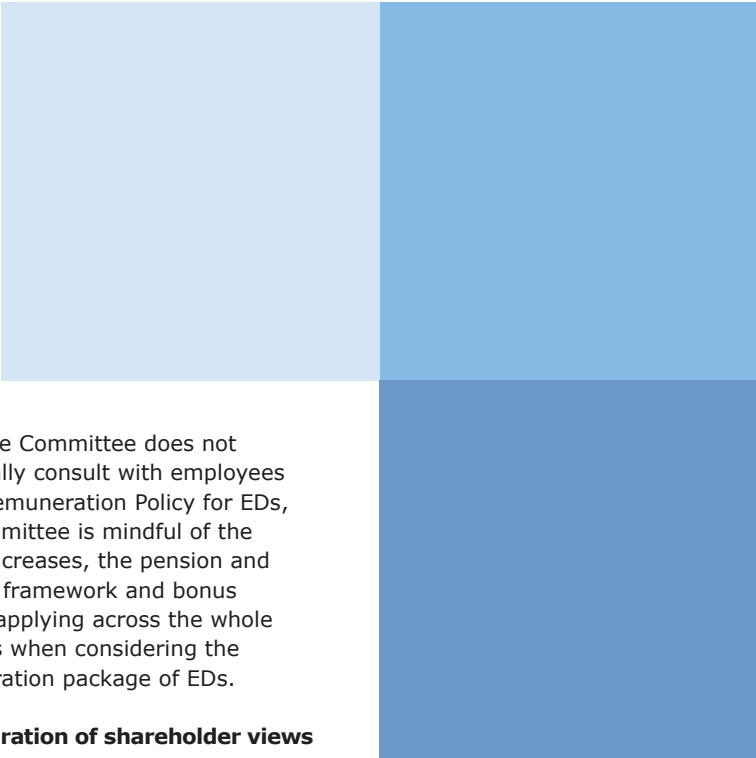 e Committee does not
lly consult with employees
emuneration Policy for EDs,
mittee is mindful of the
creases, the pension and
framework and bonus
applying across the whole
s when considering the
ration package of EDs.
ration of shareholder views